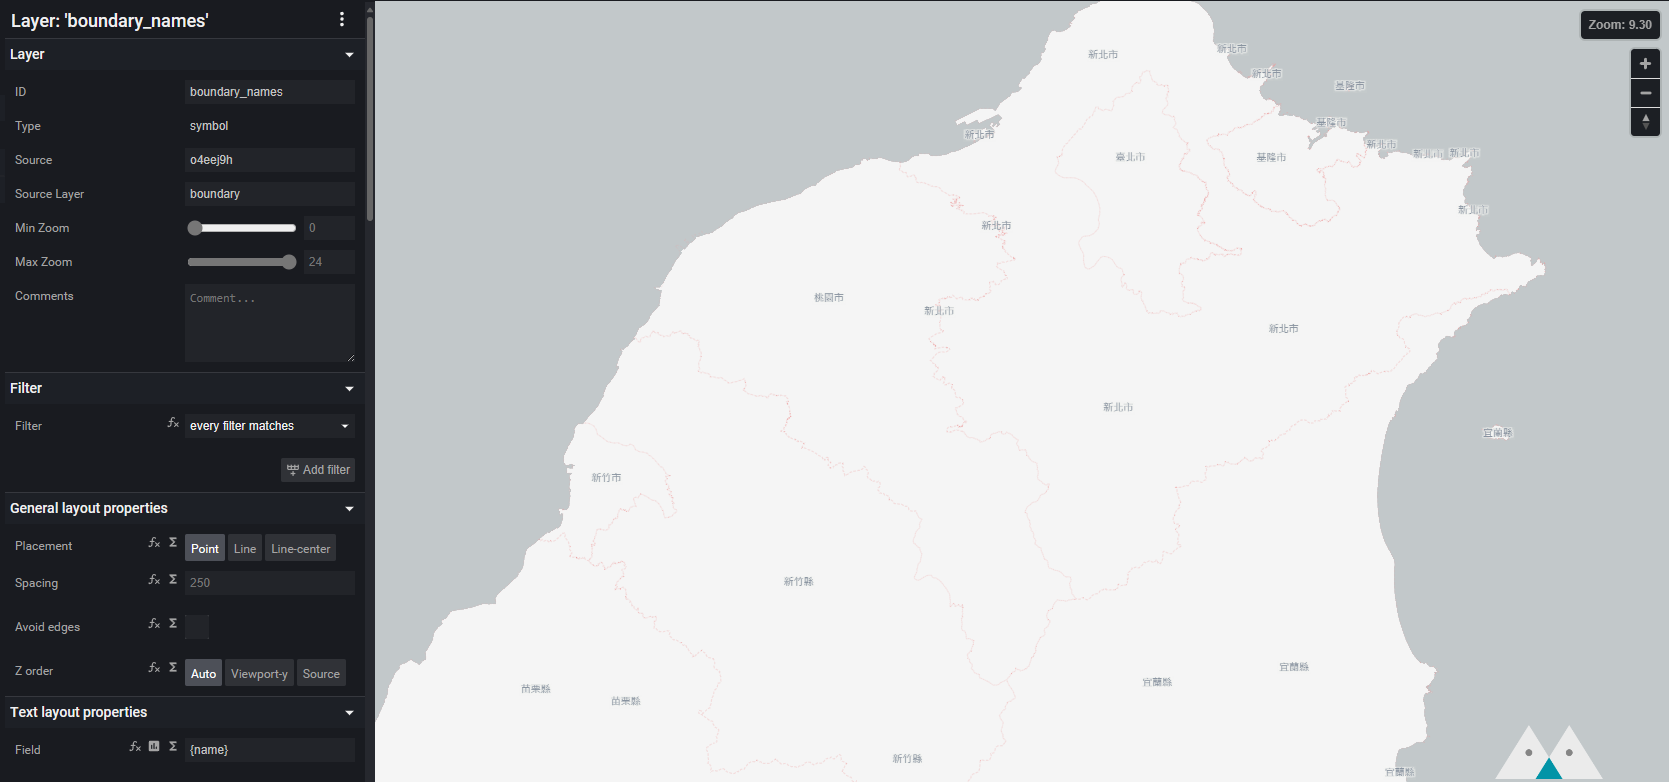 Layer: 'boundary_names'
Layer
ID
boundary_names
Type
symbol
Source
o4eej9h
Source Layer
boundary
Min Zoom
0
Max Zoom
24
Comments
Comment...
Filter
Filter
every filter matches
Add filter
General layout properties
Placement
Point
Line
Line-center
Spacing
250
Avoid edges
Z order
Auto
Viewport-y
Source
Text layout properties
Field
{name}
Zoom: 9.30
新北市
新北市
新北市
基隆市
基隆市
新北市
新北市
新北市
新北市
臺北市
基隆市
新北市
新北市
桃園市
新北市
新北市
新北市
宜蘭縣
新竹市
新竹縣
宜蘭縣
宜蘭縣
苗栗縣
苗栗縣
新竹縣
宜蘭縣